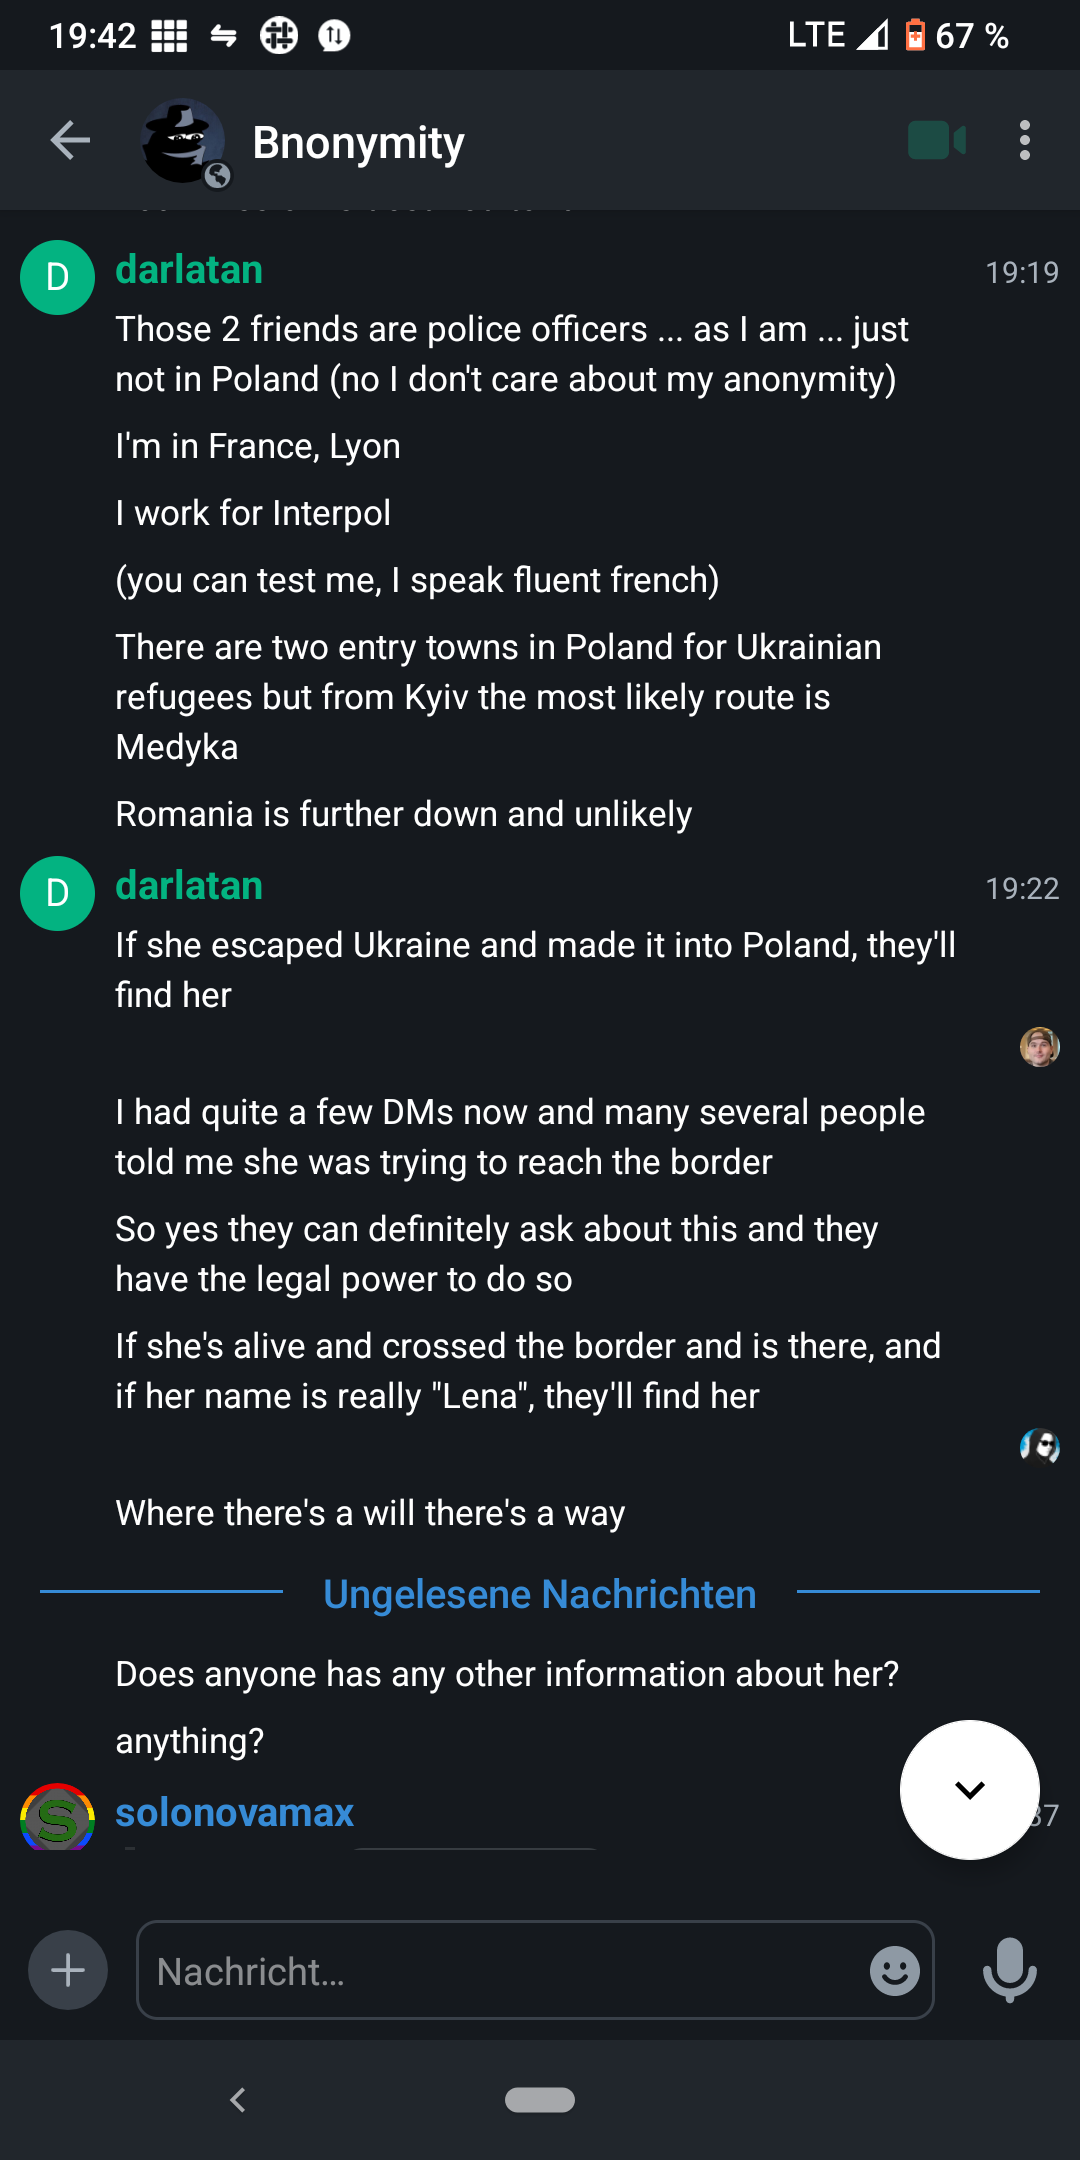 19:42
LTE
67 %
Bnonymity
D
darlatan
19:19
Those 2 friends are police officers ... as I am ... just
not in Poland (no I don't care about my anonymity)
I'm in France, Lyon
I work for Interpol
(you can test me, I speak fluent french)
There are two entry towns in Poland for Ukrainian
refugees but from Kyiv the most likely route is
Medyka
Romania is further down and unlikely
D
darlatan
19:22
If she escaped Ukraine and made it into Poland, they'll
find her
I had quite a few DMs now and many several people
told me she was trying to reach the border
So yes they can definitely ask about this and they
have the legal power to do so
If she's alive and crossed the border and is there, and
if her name is really "Lena", they'll find her
Where there's a will there's a way
Ungelesene Nachrichten
Does anyone has any other information about her?
anything?
S
solonovamax
Nachricht...